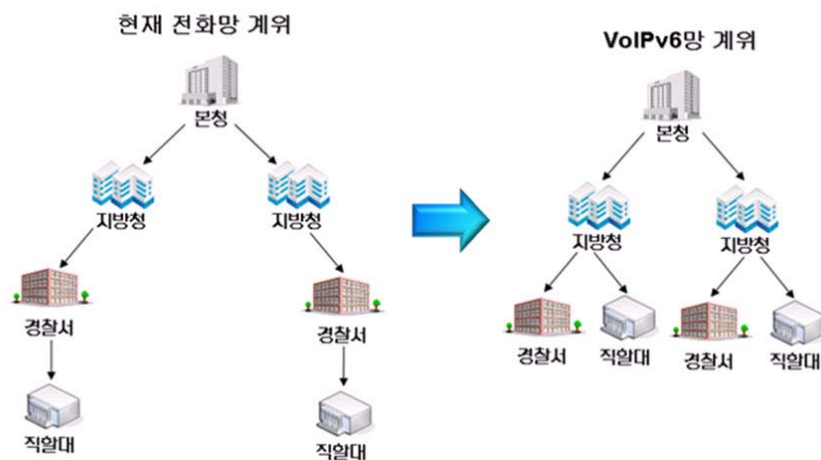 현재 전화망 계위
본청
지방청
지방청
경찰서
경찰서
직할대
직할대
VoIPv6망 계위
본청
지방청
지방청
경찰서
직할대
경찰서
직할대